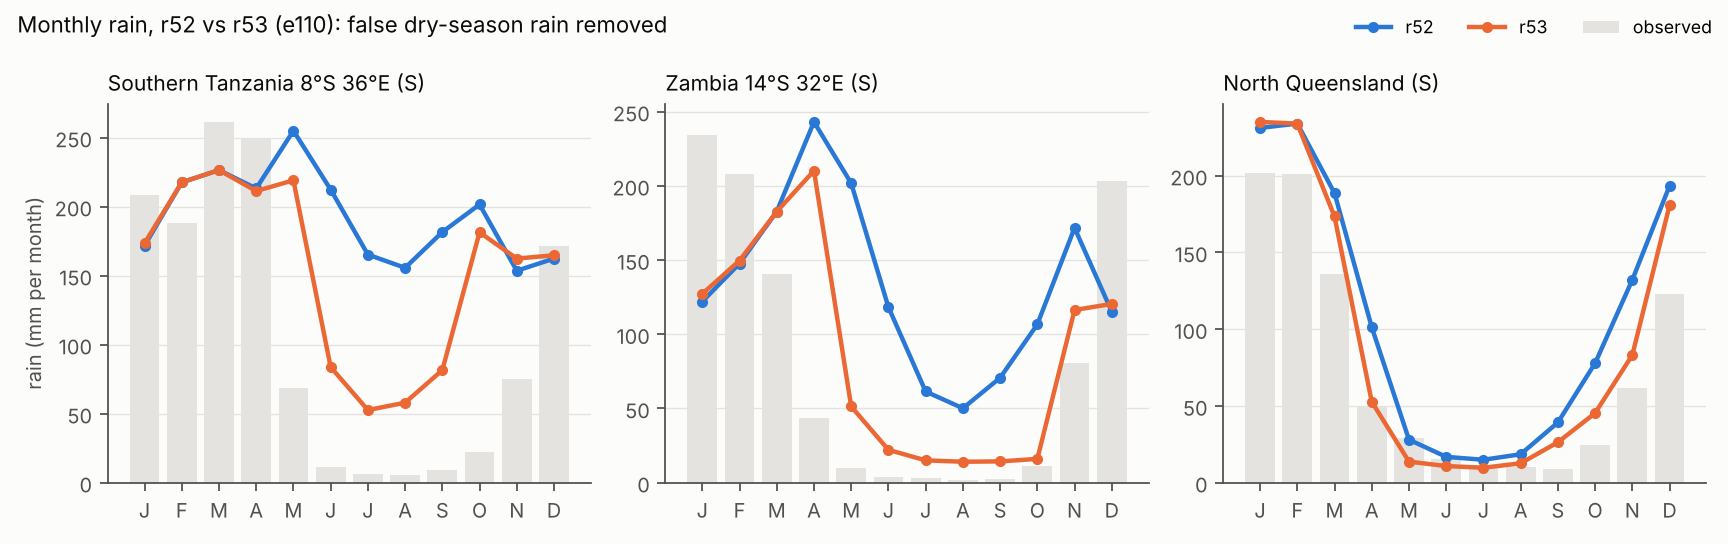 Monthly rain, r52 vs r53 (e110): false dry-season rain removed
r52 r53 observed
Southern Tanzania 8°S 36°E (S)
rain (mm per month)
250
200
150
100
50
0
J F M A M J J A S O N D
Zambia 14°S 32°E (S)
250
200
150
100
50
0
J F M A M J J A S O N D
North Queensland (S)
200
150
100
50
0
J F M A M J J A S O N D